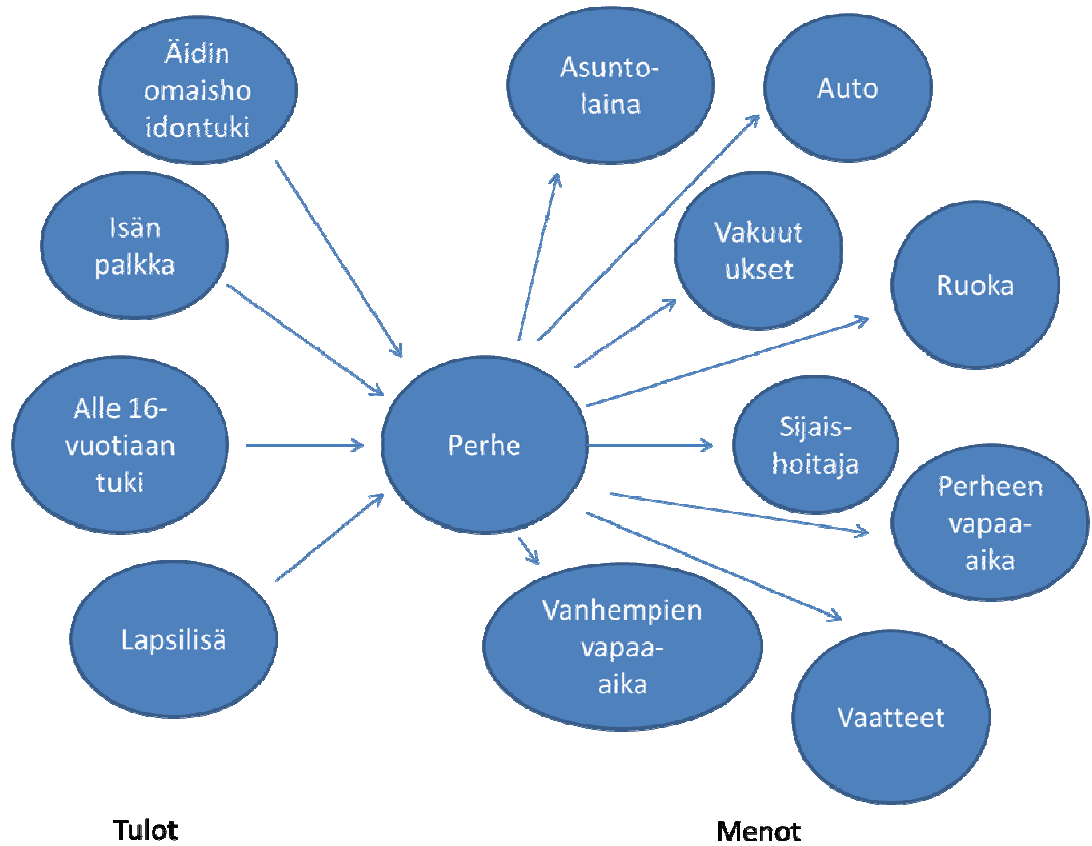 Äidin
omaisho
idontuki
Isän
palkka
Alle 16-
vuotiaan
tuki
Lapsilisä
Perhe
Asunto-
laina
Auto
Vakuut
ukset
Ruoka
Sijais-
hoitaja
Perheen
vapaa-
aika
Vanhempien
vapaa-
aika
Vaatteet
Tulot
Menot